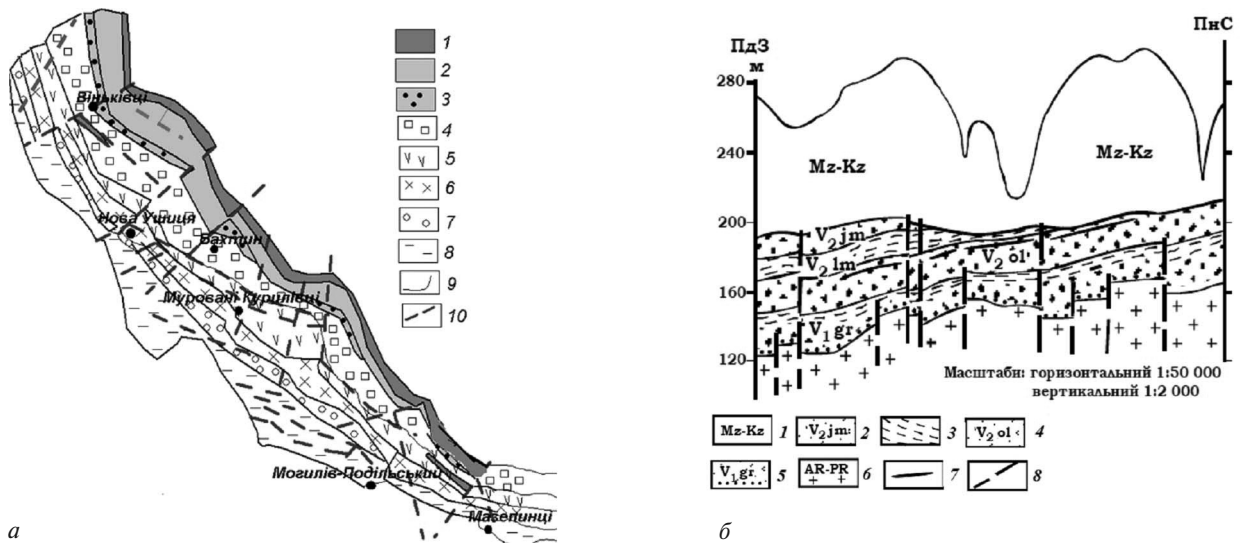 1
2
3
4
5
6
7
8
9
10
Віньківці
Нова Ушиця
Бахтин
Муровані Курилівці
Могилів-Подільський
Мазепинці
а
ПдЗ
м
ПнС
280
240
200
160
120
Mz-Kz
Mz-Kz
V2 jm
V2 lm
V2 ol
V1 gr
Масштаби: горизонтальний 1:50 000
вертикальний 1:2 000
Mz-Kz 1 V2 jm 2 3 V2 ol 4
V1 gr 5 AR-PR 6 7 8
б